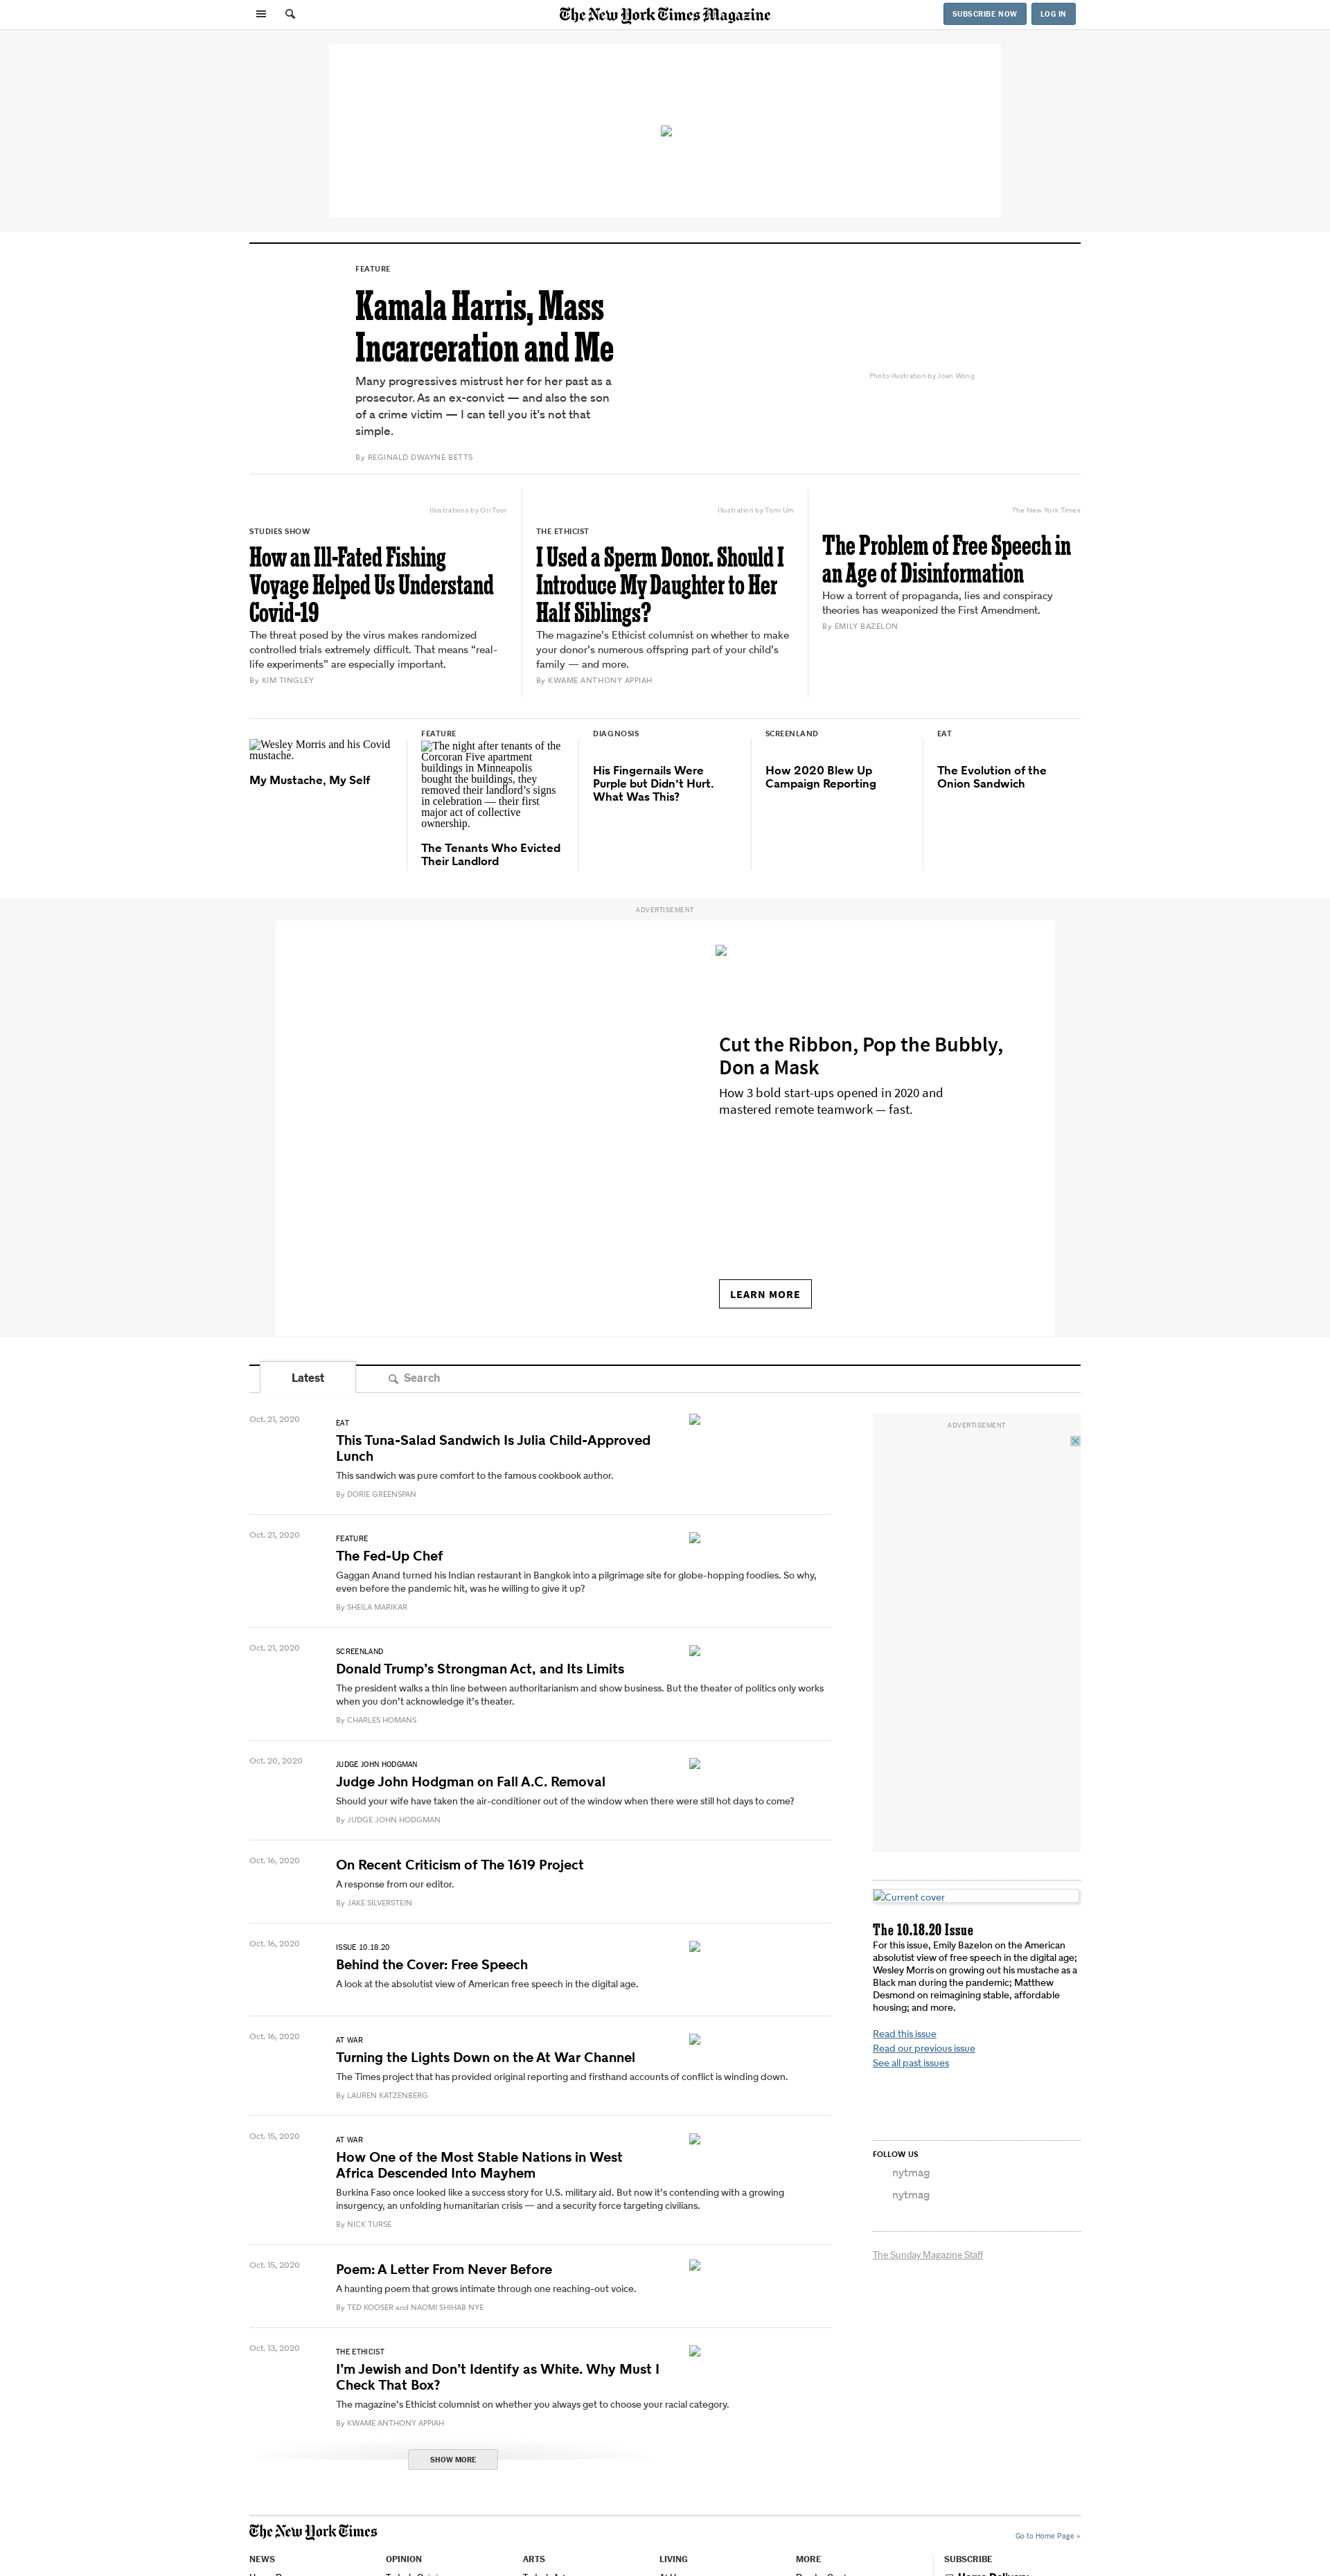 The New York Times Magazine
SUBSCRIBE NOW
LOG IN
FEATURE
Kamala Harris, Mass
Incarceration and Me
Many progressives mistrust her for her past as a
prosecutor. As an ex-convict — and also the son
of a crime victim — I can tell you it’s not that
simple.
By REGINALD DWAYNE BETTS
Photo illustration by Joan Wong
Illustrations by Ori Toor
STUDIES SHOW
How an Ill-Fated Fishing
Voyage Helped Us Understand
Covid-19
The threat posed by the virus makes randomized
controlled trials extremely difficult. That means “real-
life experiments” are especially important.
By KIM TINGLEY
Illustration by Tomi Um
THE ETHICIST
I Used a Sperm Donor. Should I
Introduce My Daughter to Her
Half Siblings?
The magazine’s Ethicist columnist on whether to make
your donor’s numerous offspring part of your child’s
family — and more.
By KWAME ANTHONY APPIAH
The New York Times
The Problem of Free Speech in
an Age of Disinformation
How a torrent of propaganda, lies and conspiracy
theories has weaponized the First Amendment.
By EMILY BAZELON
Wesley Morris and his Covid
mustache.
My Mustache, My Self
FEATURE
The night after tenants of the
Corcoran Five apartment
buildings in Minneapolis
bought the buildings, they
removed their landlord’s signs
in celebration — their first
major act of collective
ownership.
The Tenants Who Evicted
Their Landlord
DIAGNOSIS
His Fingernails Were
Purple but Didn’t Hurt.
What Was This?
SCREENLAND
How 2020 Blew Up
Campaign Reporting
EAT
The Evolution of the
Onion Sandwich
ADVERTISEMENT
Cut the Ribbon, Pop the Bubbly,
Don a Mask
How 3 bold start-ups opened in 2020 and
mastered remote teamwork — fast.
LEARN MORE
Latest
Search
Oct. 21, 2020
EAT
This Tuna-Salad Sandwich Is Julia Child-Approved
Lunch
This sandwich was pure comfort to the famous cookbook author.
By DORIE GREENSPAN
Oct. 21, 2020
FEATURE
The Fed-Up Chef
Gaggan Anand turned his Indian restaurant in Bangkok into a pilgrimage site for globe-hopping foodies. So why,
even before the pandemic hit, was he willing to give it up?
By SHEILA MARIKAR
Oct. 21, 2020
SCREENLAND
Donald Trump’s Strongman Act, and Its Limits
The president walks a thin line between authoritarianism and show business. But the theater of politics only works
when you don’t acknowledge it’s theater.
By CHARLES HOMANS
Oct. 20, 2020
JUDGE JOHN HODGMAN
Judge John Hodgman on Fall A.C. Removal
Should your wife have taken the air-conditioner out of the window when there were still hot days to come?
By JUDGE JOHN HODGMAN
Oct. 16, 2020
On Recent Criticism of The 1619 Project
A response from our editor.
By JAKE SILVERSTEIN
Oct. 16, 2020
ISSUE 10.18.20
Behind the Cover: Free Speech
A look at the absolutist view of American free speech in the digital age.
Oct. 16, 2020
AT WAR
Turning the Lights Down on the At War Channel
The Times project that has provided original reporting and firsthand accounts of conflict is winding down.
By LAUREN KATZENBERG
Oct. 15, 2020
AT WAR
How One of the Most Stable Nations in West
Africa Descended Into Mayhem
Burkina Faso once looked like a success story for U.S. military aid. But now it’s contending with a growing
insurgency, an unfolding humanitarian crisis — and a security force targeting civilians.
By NICK TURSE
Oct. 15, 2020
Poem: A Letter From Never Before
A haunting poem that grows intimate through one reaching-out voice.
By TED KOOSER and NAOMI SHIHAB NYE
Oct. 13, 2020
THE ETHICIST
I’m Jewish and Don’t Identify as White. Why Must I
Check That Box?
The magazine’s Ethicist columnist on whether you always get to choose your racial category.
By KWAME ANTHONY APPIAH
SHOW MORE
ADVERTISEMENT
Current cover
The 10.18.20 Issue
For this issue, Emily Bazelon on the American
absolutist view of free speech in the digital age;
Wesley Morris on growing out his mustache as a
Black man during the pandemic; Matthew
Desmond on reimagining stable, affordable
housing; and more.
Read this issue
Read our previous issue
See all past issues
FOLLOW US
nytmag
nytmag
The Sunday Magazine Staff
The New York Times
Go to Home Page »
NEWS
OPINION
ARTS
LIVING
MORE
SUBSCRIBE